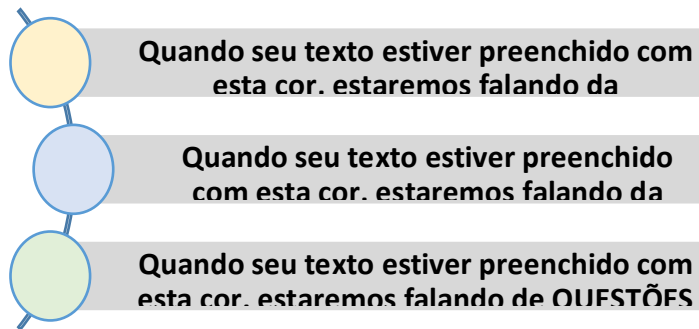 Quando seu texto estiver preenchido com
esta cor, estaremos falando da
Quando seu texto estiver preenchido
com esta cor, estaremos falando da
Quando seu texto estiver preenchido com
esta cor, estaremos falando de QUESTÕES